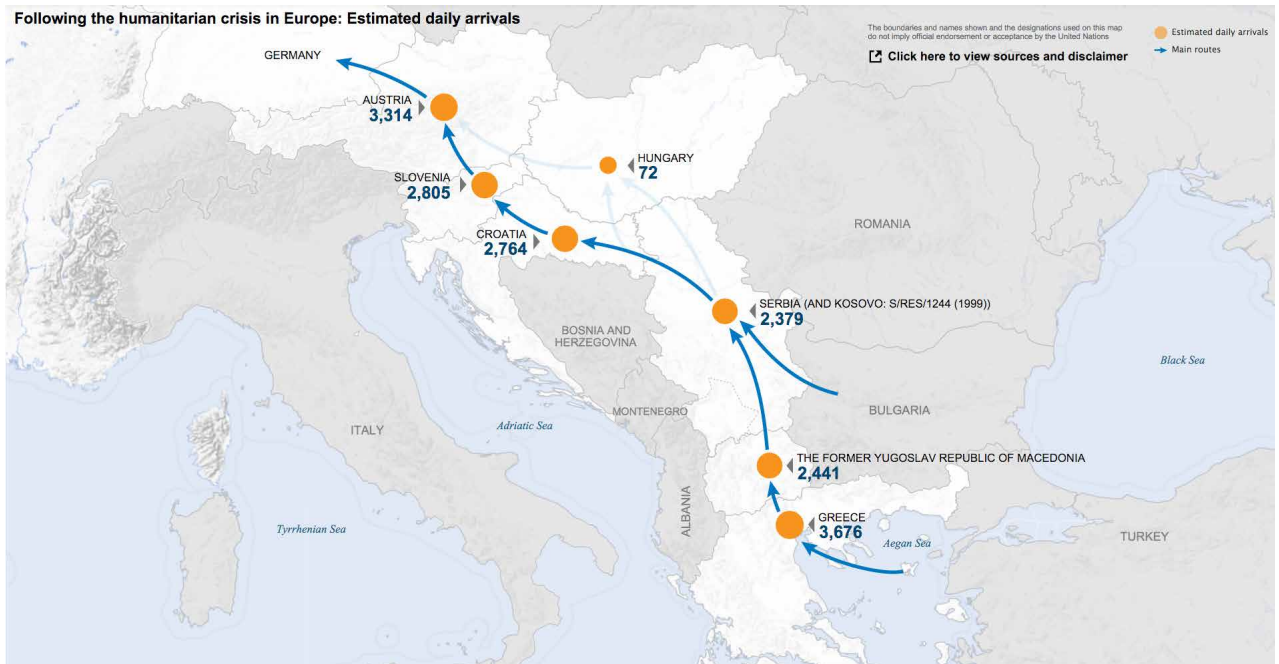 Following the humanitarian crisis in Europe: Estimated daily arrivals
The boundaries and names shown and the designations used on this map
do not imply official endorsement or acceptance by the United Nations
Click here to view sources and disclaimer
Estimated daily arrivals
Main routes
GERMANY
AUSTRIA
3,314
HUNGARY
72
SLOVENIA
2,805
ROMANIA
CROATIA
2,764
SERBIA (AND KOSOVO: S/RES/1244 (1999))
2,379
BOSNIA AND
HERZEGOVINA
Black Sea
MONTENEGRO
BULGARIA
ITALY
Adriatic Sea
THE FORMER YUGOSLAV REPUBLIC OF MACEDONIA
2,441
ALBANIA
GREECE
3,676
Tyrrhenian Sea
Aegan Sea
TURKEY